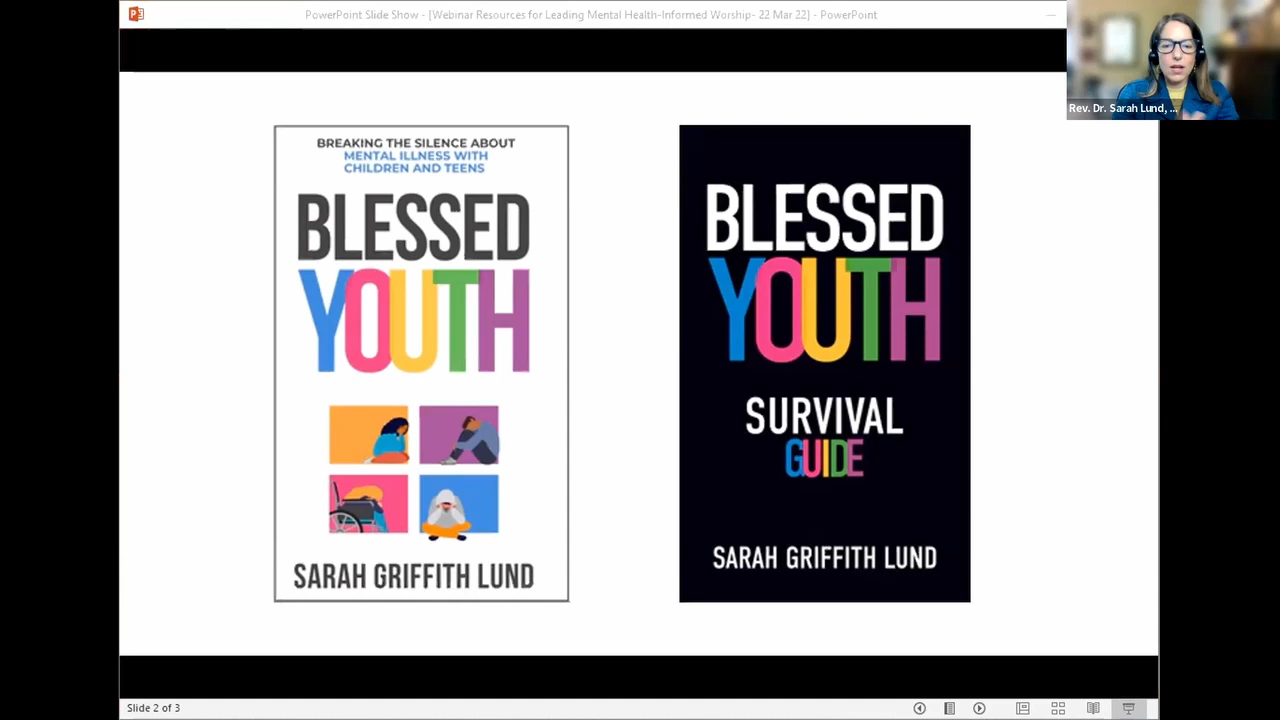 PowerPoint Slide Show - [Webinar Resources for Leading Mental Health-Informed Worship- 22 Mar 22] - PowerPoint
Rev. Dr. Sarah Lund, ...
BREAKING THE SILENCE ABOUT
MENTAL ILLNESS WITH
CHILDREN AND TEENS
BLESSED
YOUTH
SARAH GRIFFITH LUND
BLESSED
YOUTH
SURVIVAL
GUIDE
SARAH GRIFFITH LUND
Slide 2 of 3